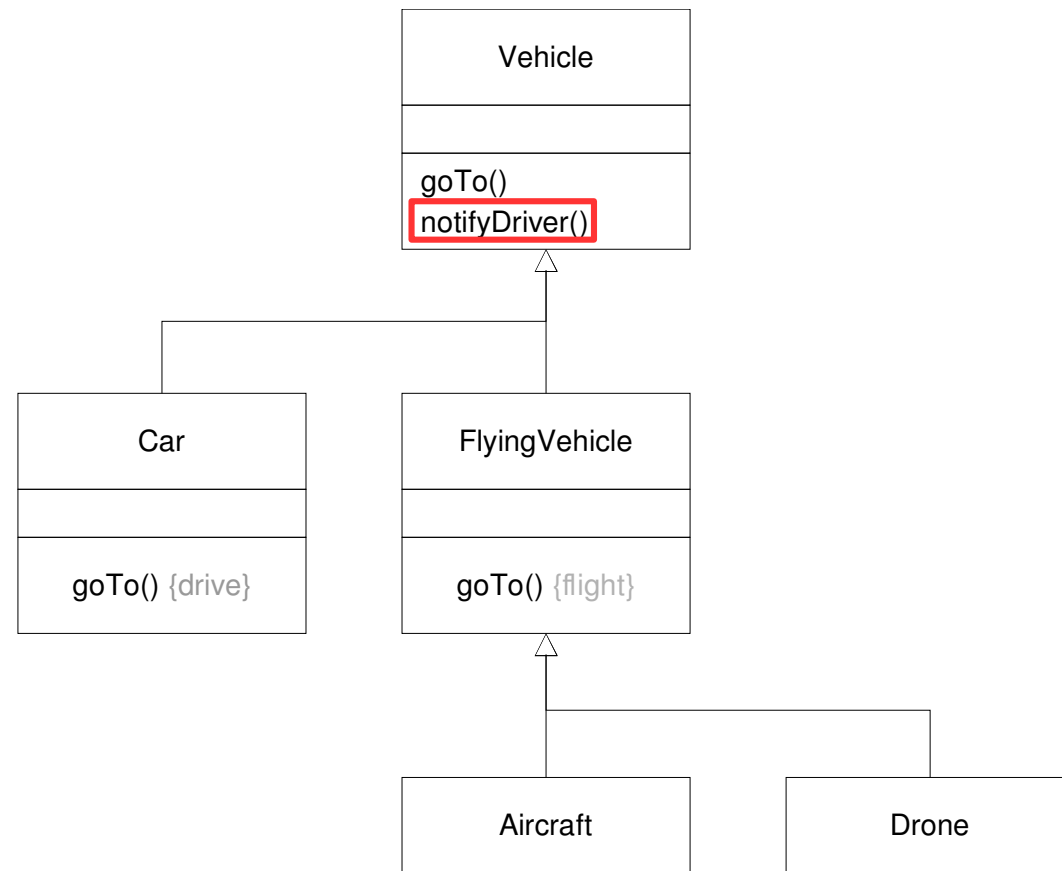 Vehicle
goTo()
notifyDriver()
Car
FlyingVehicle
goTo() {drive}
goTo() {flight}
Aircraft
Drone